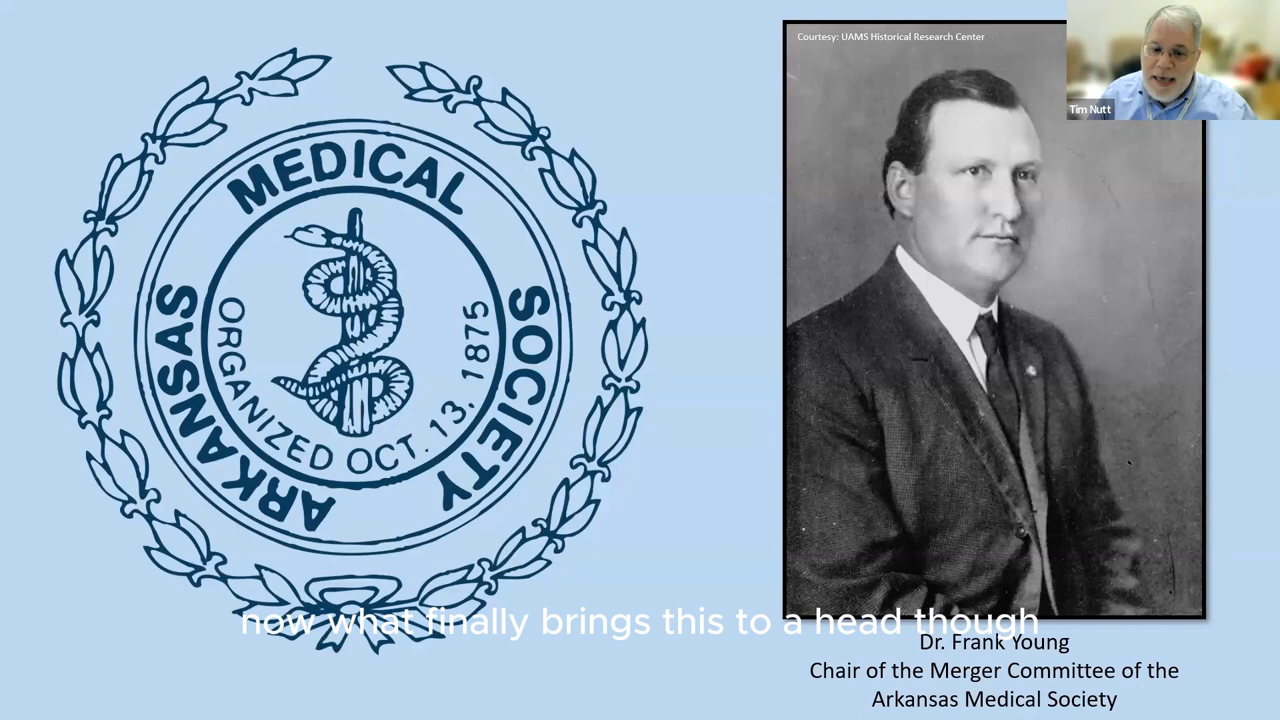 Courtesy: UAMS Historical Research Center
Tim Nutt
ARKANSAS MEDICAL SOCIETY
ORGANIZED OCT. 13, 1875
now what finally brings this to a head though
Dr. Frank Young
Chair of the Merger Committee of the
Arkansas Medical Society